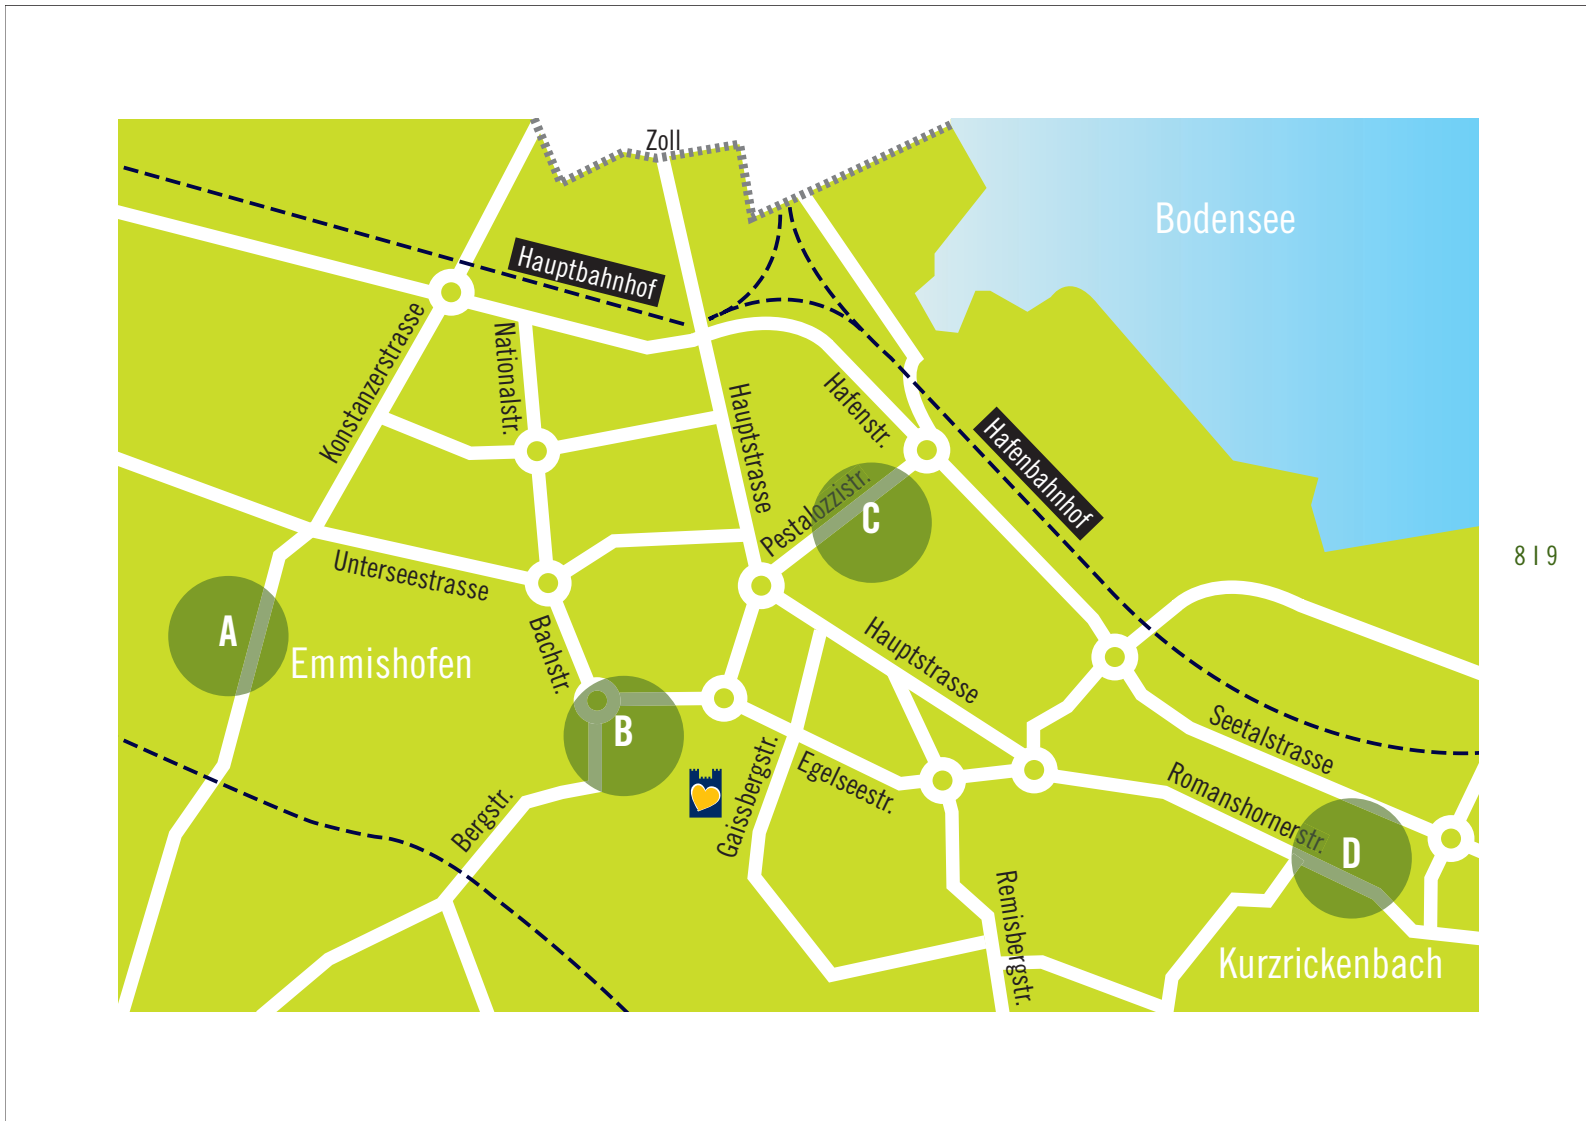 Zoll
Bodensee
Hauptbahnhof
Konstanzerstrasse
Nationalstr.
Hauptstrasse
Hafenstr.
Hafenbahnhof
Pestalozzistr.
C
Unterseestrasse
8 I 9
A
Emmishofen
Bachstr.
Hauptstrasse
B
Seetalstrasse
Gaissbergstr.
Egelseestr.
Romanshornerstr.
Bergstr.
D
Remisbergstr.
Kurzrickenbach